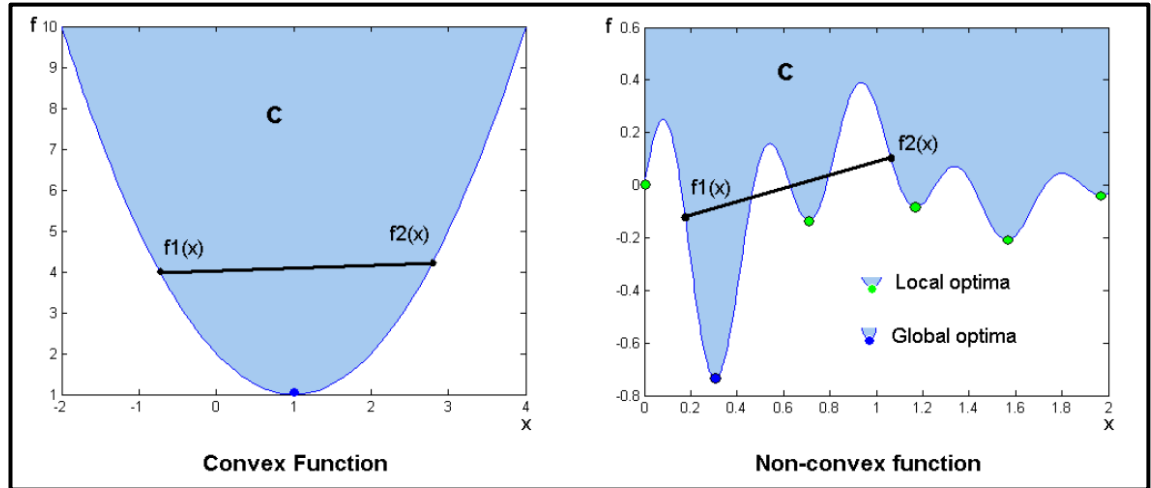 f
10
9
8
7
6
5
4
3
2
1
-2
-1
0
1
2
3
4
x
C
f1(x)
f2(x)
Convex Function
f
0.6
0.4
0.2
0
-0.2
-0.4
-0.6
-0.8
0
0.2
0.4
0.6
0.8
1
1.2
1.4
1.6
1.8
2
x
C
f1(x)
f2(x)
Local optima
Global optima
Non-convex function